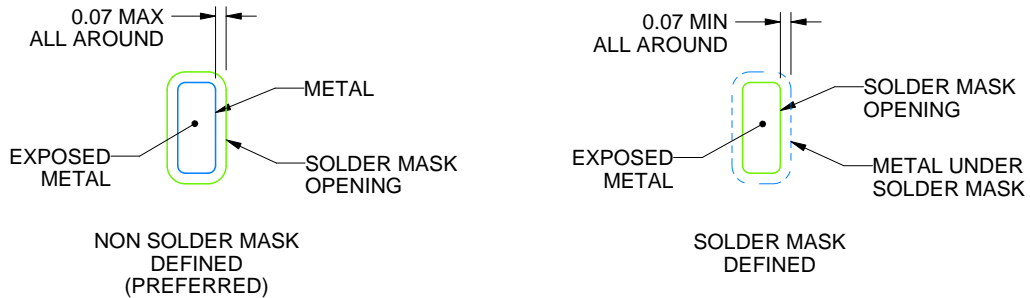 0.07 MAX
ALL AROUND
METAL
EXPOSED
METAL
SOLDER MASK
OPENING
NON SOLDER MASK
DEFINED
(PREFERRED)
0.07 MIN
ALL AROUND
SOLDER MASK
OPENING
EXPOSED
METAL
METAL UNDER
SOLDER MASK
SOLDER MASK
DEFINED